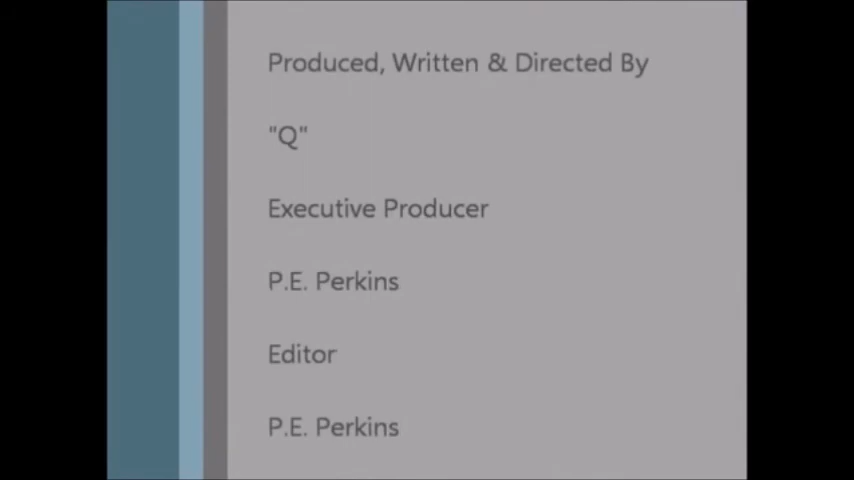 Produced, Written & Directed By
"Q"
Executive Producer
P.E. Perkins
Editor
P.E. Perkins